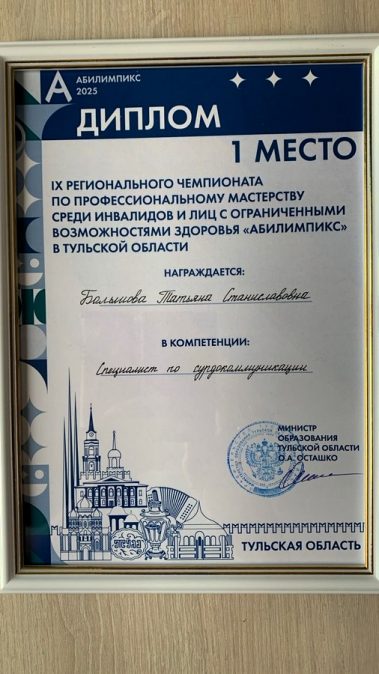 АБИЛИМПИКС
2025
ДИПЛОМ
1 МЕСТО
IX РЕГИОНАЛЬНОГО ЧЕМПИОНАТА
ПО ПРОФЕССИОНАЛЬНОМУ МАСТЕРСТВУ
СРЕДИ ИНВАЛИДОВ И ЛИЦ С ОГРАНИЧЕННЫМИ
ВОЗМОЖНОСТЯМИ ЗДОРОВЬЯ «АБИЛИМПИКС»
В ТУЛЬСКОЙ ОБЛАСТИ
НАГРАЖДАЕТСЯ:
Татьяна Станиславовна
В КОМПЕТЕНЦИИ:
Специалист по сурдокоммуникации
МИНИСТР
ОБРАЗОВАНИЯ
ТУЛЬСКОЙ ОБЛАСТИ
О.А. ОСТАШКО
ТУЛЬСКАЯ ОБЛАСТЬ